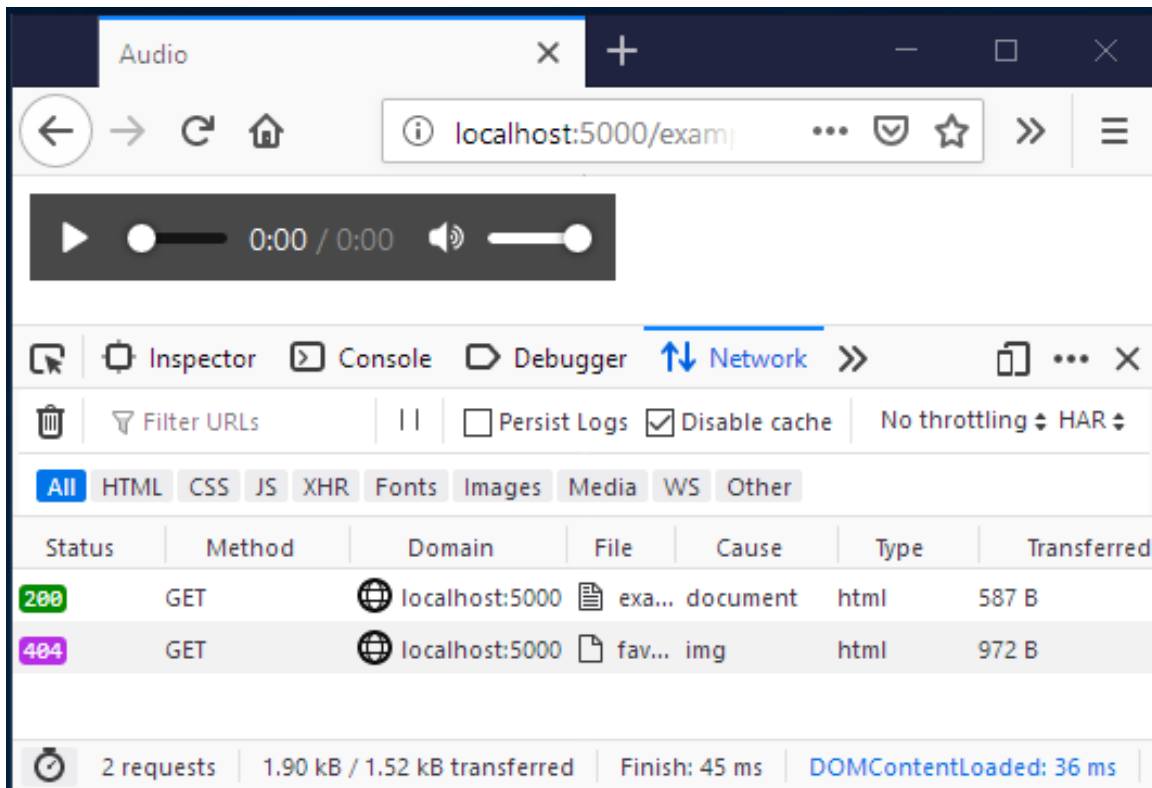 Audio
localhost:5000/exam
0:00 / 0:00
Inspector Console Debugger Network
Filter URLs Persist Logs Disable cache No throttling HAR
All HTML CSS JS XHR Fonts Images Media WS Other
Status Method Domain File Cause Type Transferred
200 GET localhost:5000 exa... document html 587 B
404 GET localhost:5000 fav... img html 972 B
2 requests 1.90 kB / 1.52 kB transferred Finish: 45 ms DOMContentLoaded: 36 ms